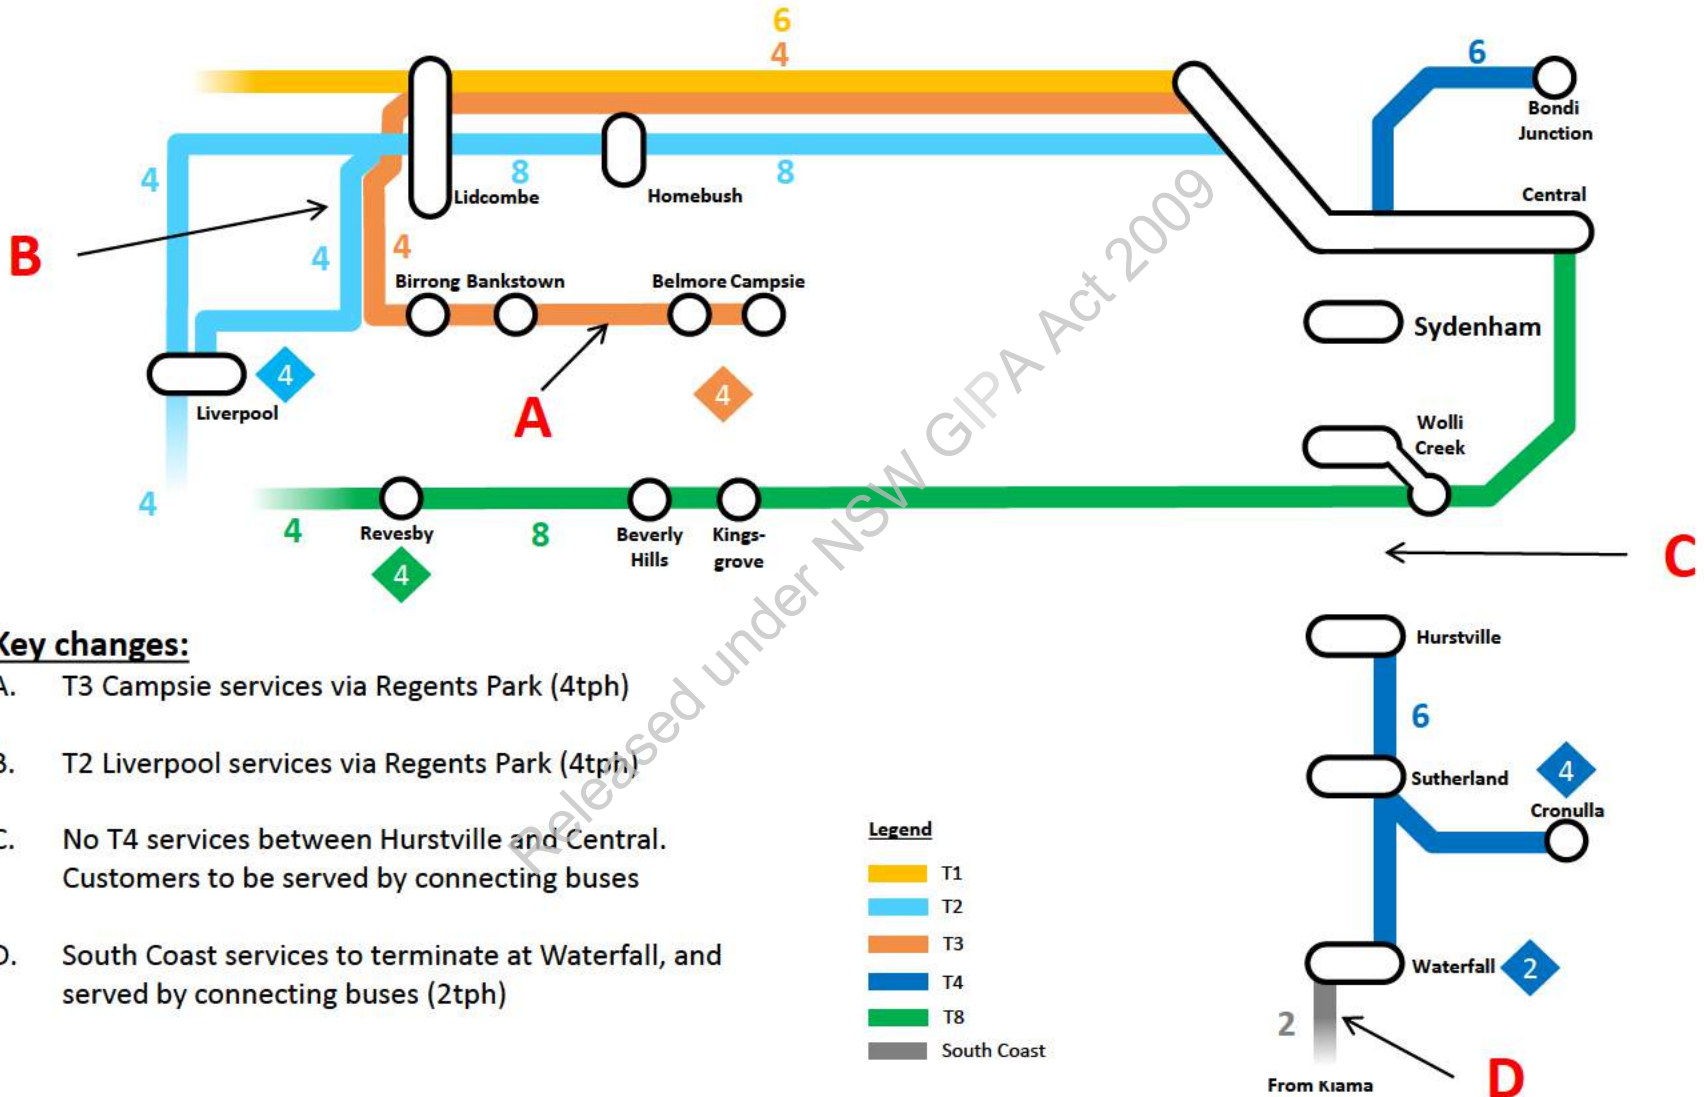 6
4
6
Bondi
Junction
4
8
8
Lidcombe
Homebush
Central
B
4
4
Birrong Bankstown
Belmore Campsie
Sydenham
4
Liverpool
A
4
Wolli
Creek
4
4
Revesby
8
Beverly
Hills
Kings-
grove
4
C
Key changes:
A. T3 Campsie services via Regents Park (4tph)
B. T2 Liverpool services via Regents Park (4tph)
C. No T4 services between Hurstville and Central.
Customers to be served by connecting buses
D. South Coast services to terminate at Waterfall, and
served by connecting buses (2tph)
Released under NSW GIPA Act 2009
Legend
T1
T2
T3
T4
T8
South Coast
Hurstville
6
Sutherland
4
Cronulla
Waterfall
2
2
D
From Kiama